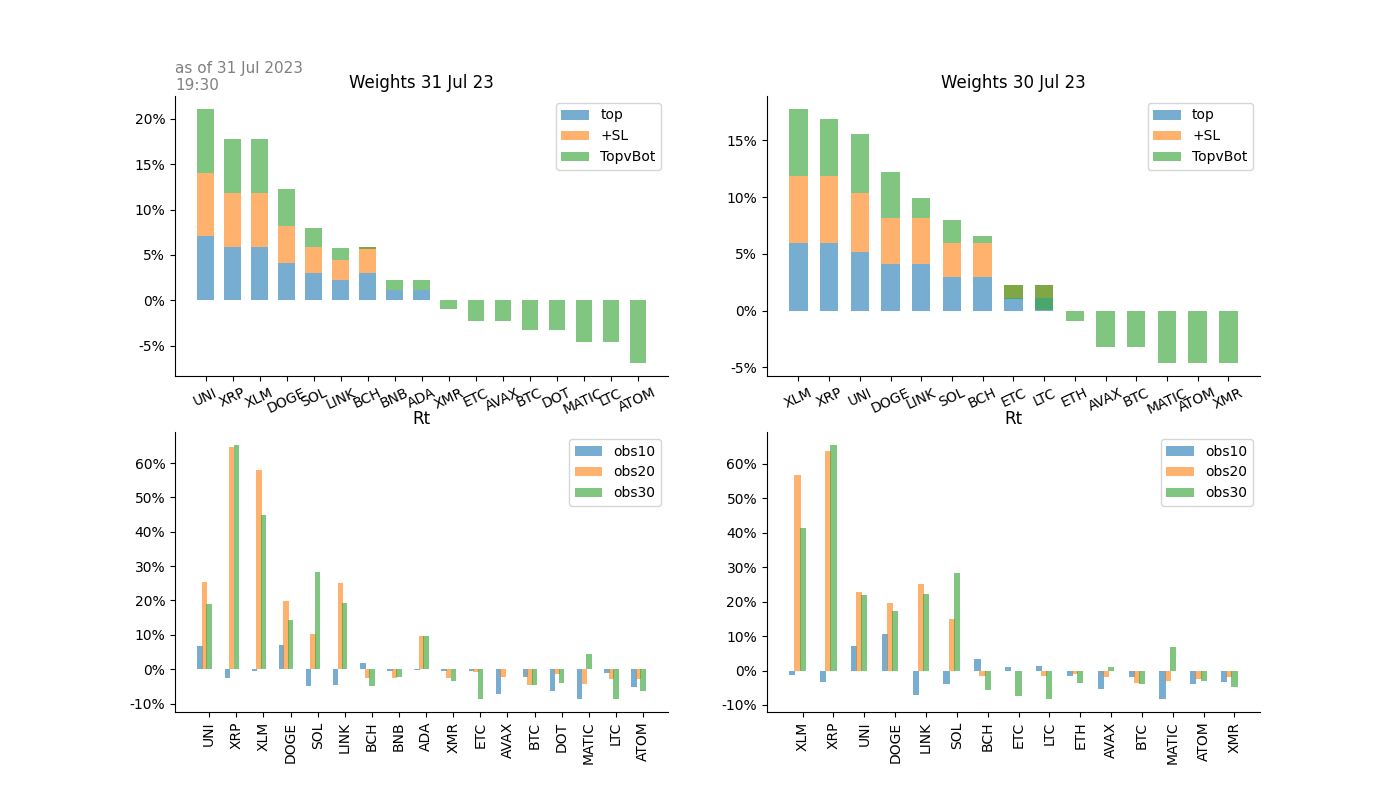 as of 31 Jul 2023
19:30
Weights 31 Jul 23
20%
15%
10%
5%
0%
-5%
top
+SL
TopvBot
UNI XRP XLM DOGE SOL LINK BCH BNB ADA XMR ETC AVAX BTC DOT MATIC LTC ATOM
Weights 30 Jul 23
15%
10%
5%
0%
-5%
top
+SL
TopvBot
XLM XRP UNI DOGE LINK SOL BCH ETC LTC ETH AVAX BTC MATIC ATOM XMR
Rt
60%
50%
40%
30%
20%
10%
0%
-10%
obs10
obs20
obs30
UNI XRP XLM DOGE SOL LINK BCH BNB ADA XMR ETC AVAX BTC DOT MATIC LTC ATOM
Rt
60%
50%
40%
30%
20%
10%
0%
-10%
obs10
obs20
obs30
XLM XRP UNI DOGE LINK SOL BCH ETC LTC ETH AVAX BTC MATIC ATOM XMR